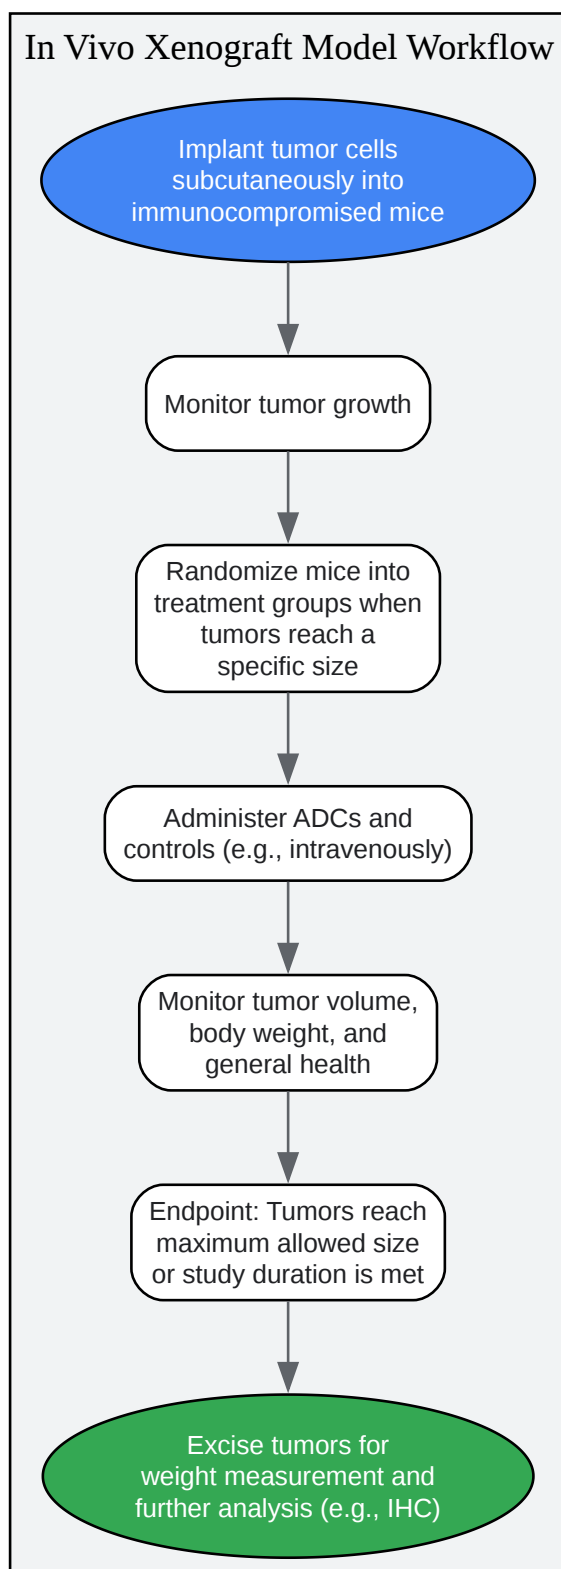 In Vivo Xenograft Model Workflow
Implant tumor cells
subcutaneously into
immunocompromised mice
Monitor tumor growth
Randomize mice into
treatment groups when
tumors reach a
specific size
Administer ADCs and
controls (e.g., intravenously)
Monitor tumor volume,
body weight, and
general health
Endpoint: Tumors reach
maximum allowed size
or study duration is met
Excise tumors for
weight measurement and
further analysis (e.g., IHC)